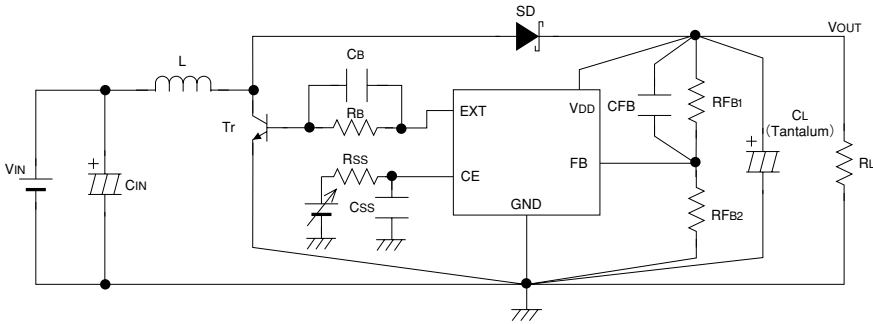 SD
VOUT
L
CB
EXT
VDD
CFB
RFB1
CL
(Tantalum)
Tr
RB
+
VIN
+
CIN
RSS
CE
FB
RL
CSS
GND
RFB2